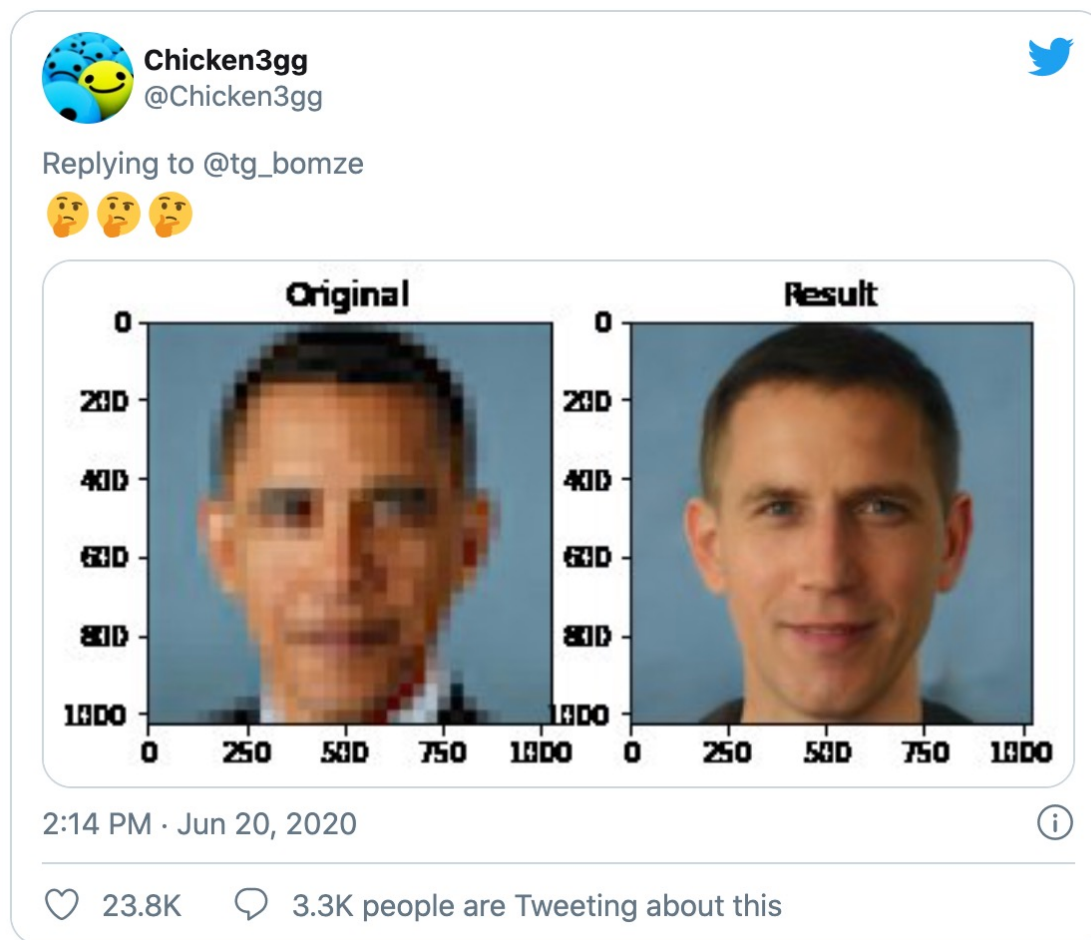 Chicken3gg
@Chicken3gg
Replying to @tg_bomze
🤔🤔🤔
Original
Result
0
200
400
600
800
1000
0 250 500 750 1000
0
200
400
600
800
1000
0 250 500 750 1000
2:14 PM · Jun 20, 2020
23.8K 3.3K people are Tweeting about this